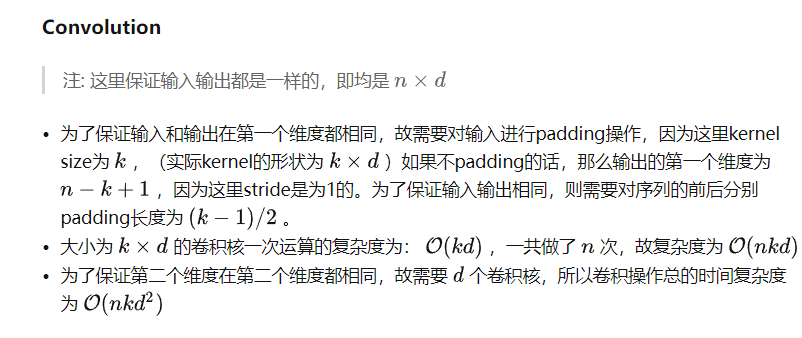 Convolution
注: 这里保证输入输出都是一样的，即均是 n × d
• 为了保证输入和输出在第一个维度都相同，故需要对输入进行padding操作，因为这里kernel
size为 k ，（实际kernel的形状为 k × d ）如果不padding的话，那么输出的第一个维度为
n − k + 1 ，因为这里stride是为1的。为了保证输入输出相同，则需要对序列的前后分别
padding长度为 (k − 1)/2 。
• 大小为 k × d 的卷积核一次运算的复杂度为： O(kd) ，一共做了 n 次，故复杂度为 O(nkd)
• 为了保证第二个维度在第二个维度都相同，故需要 d 个卷积核，所以卷积操作总的时间复杂度
为 O(nkd²)